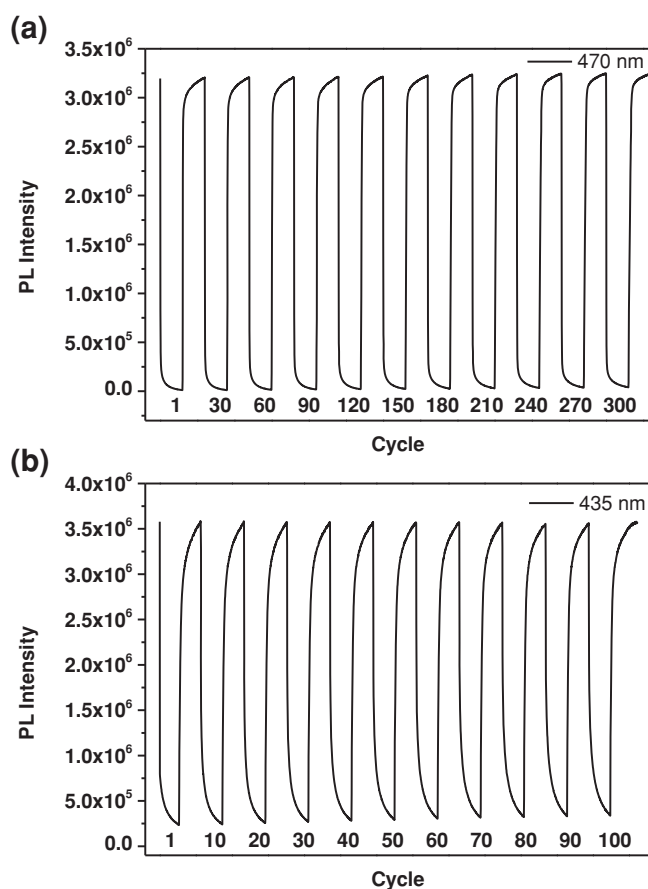 (a)
3.5x10⁶
470 nm
3.0x10⁶
2.5x10⁶
2.0x10⁶
1.5x10⁶
1.0x10⁶
5.0x10⁵
0.0
PL Intensity
1 30 60 90 120 150 180 210 240 270 300
Cycle
(b)
4.0x10⁶
435 nm
3.5x10⁶
3.0x10⁶
2.5x10⁶
2.0x10⁶
1.5x10⁶
1.0x10⁶
5.0x10⁵
0.0
PL Intensity
1 10 20 30 40 50 60 70 80 90 100
Cycle